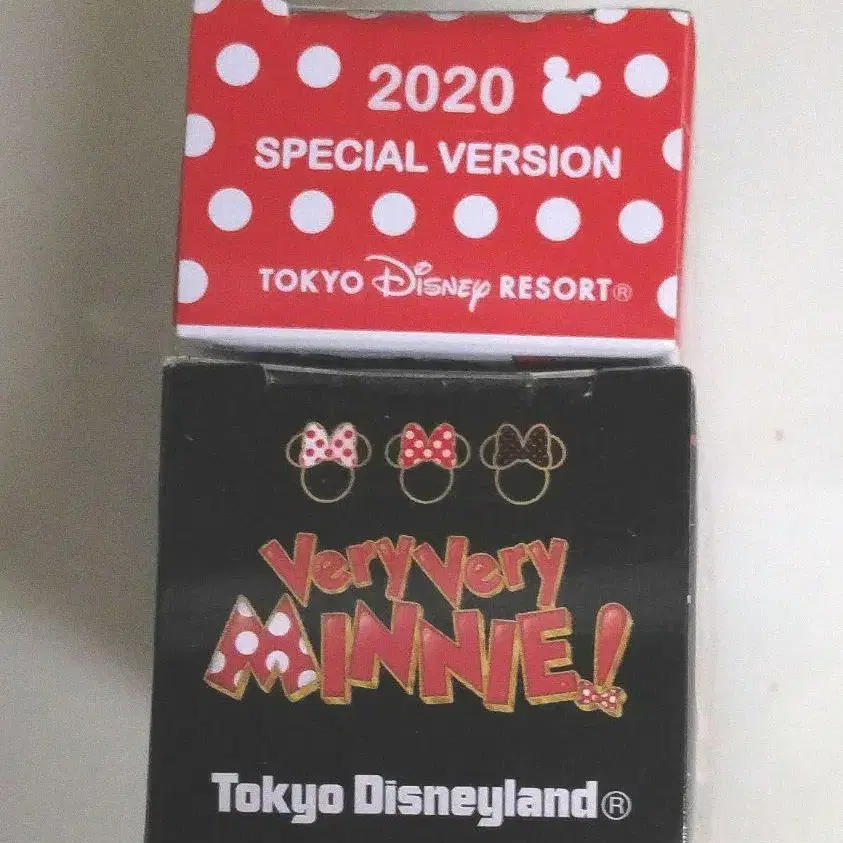 2020
SPECIAL VERSION
TOKYO Disney RESORT®
Very Very
MINNIE!
Tokyo Disneyland®